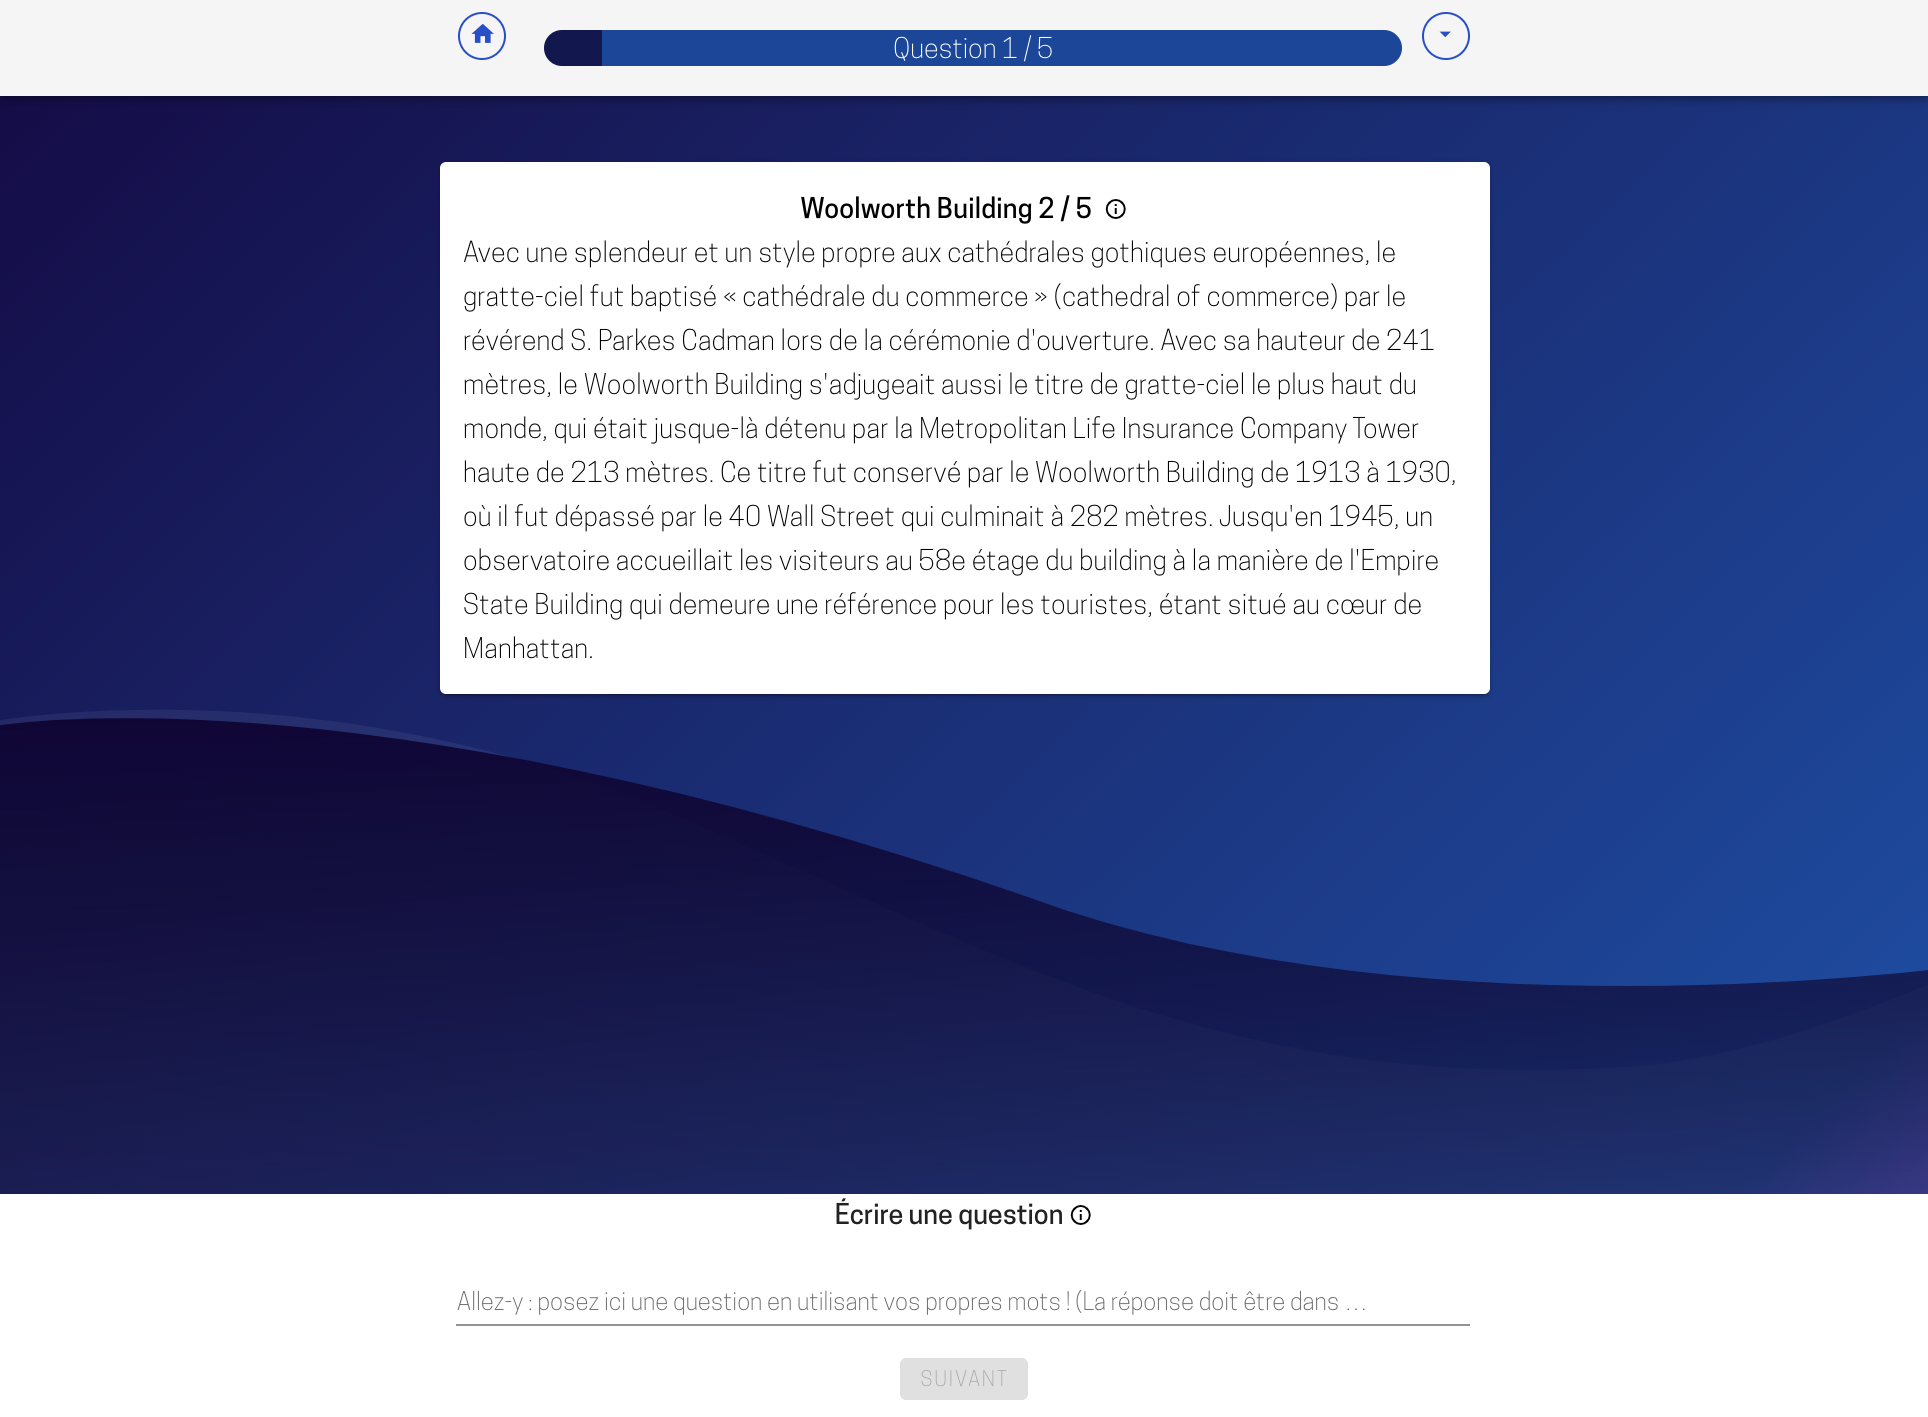 Question 1 / 5
Woolworth Building 2 / 5
Avec une splendeur et un style propre aux cathédrales gothiques européennes, le
gratte-ciel fut baptisé « cathédrale du commerce » (cathedral of commerce) par le
révérend S. Parkes Cadman lors de la cérémonie d'ouverture. Avec sa hauteur de 241
mètres, le Woolworth Building s'adjugeait aussi le titre de gratte-ciel le plus haut du
monde, qui était jusque-là détenu par la Metropolitan Life Insurance Company Tower
haute de 213 mètres. Ce titre fut conservé par le Woolworth Building de 1913 à 1930,
où il fut dépassé par le 40 Wall Street qui culminait à 282 mètres. Jusqu'en 1945, un
observatoire accueillait les visiteurs au 58e étage du building à la manière de l'Empire
State Building qui demeure une référence pour les touristes, étant situé au cœur de
Manhattan.
Écrire une question
Allez-y : posez ici une question en utilisant vos propres mots ! (La réponse doit être dans …
SUIVANT